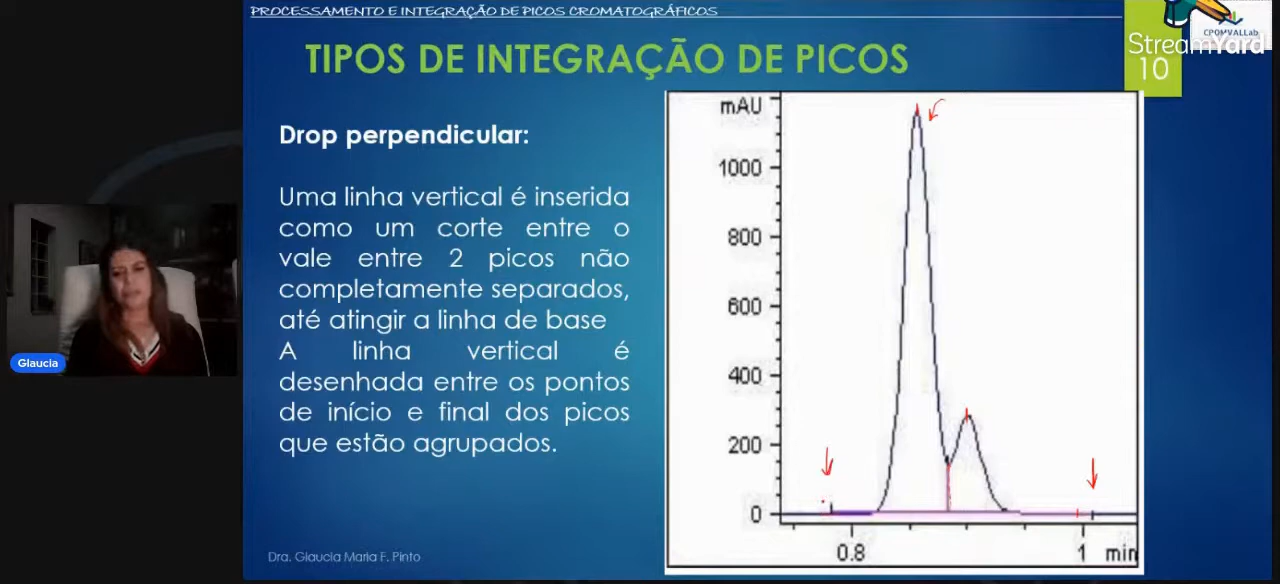 PROCESSAMENTO E INTEGRAÇÃO DE PICOS CROMATOGRÁFICOS
CPQMVALLab
StreamYard
TIPOS DE INTEGRAÇÃO DE PICOS
10
Drop perpendicular:
Uma linha vertical é inserida
como um corte entre o
vale entre 2 picos não
completamente separados,
até atingir a linha de base
A linha vertical é
desenhada entre os pontos
de início e final dos picos
que estão agrupados.
mAU
1000
800
600
400
200
0
0.8 1 min
Glaucia
Dra. Glaucia Maria F. Pinto